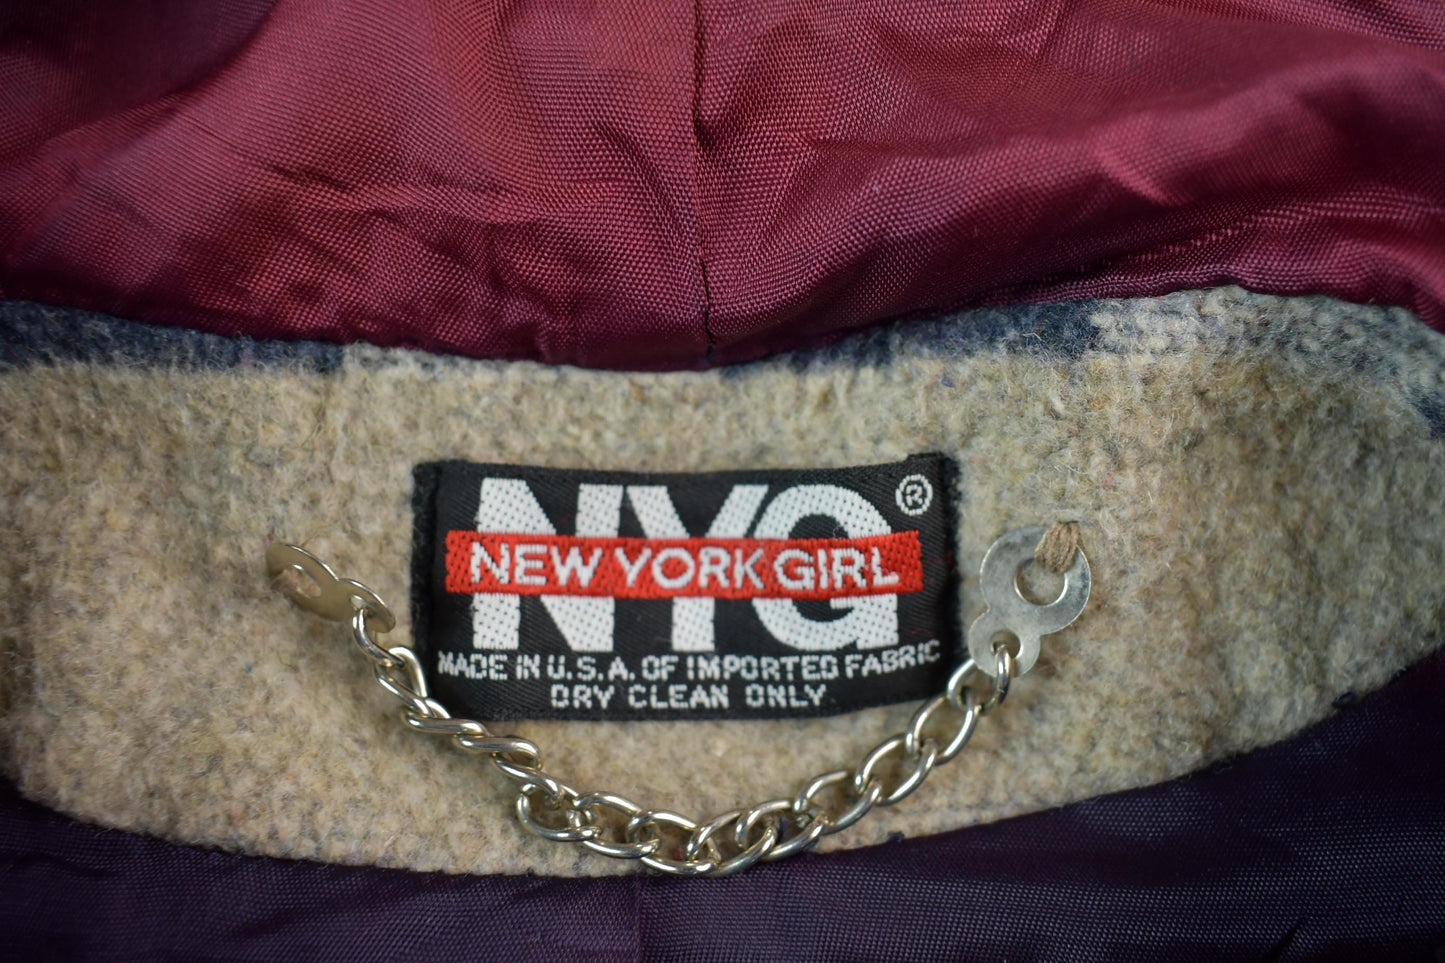 NYG ®
NEW YORK GIRL
MADE IN U.S.A. OF IMPORTED FABRIC
DRY CLEAN ONLY